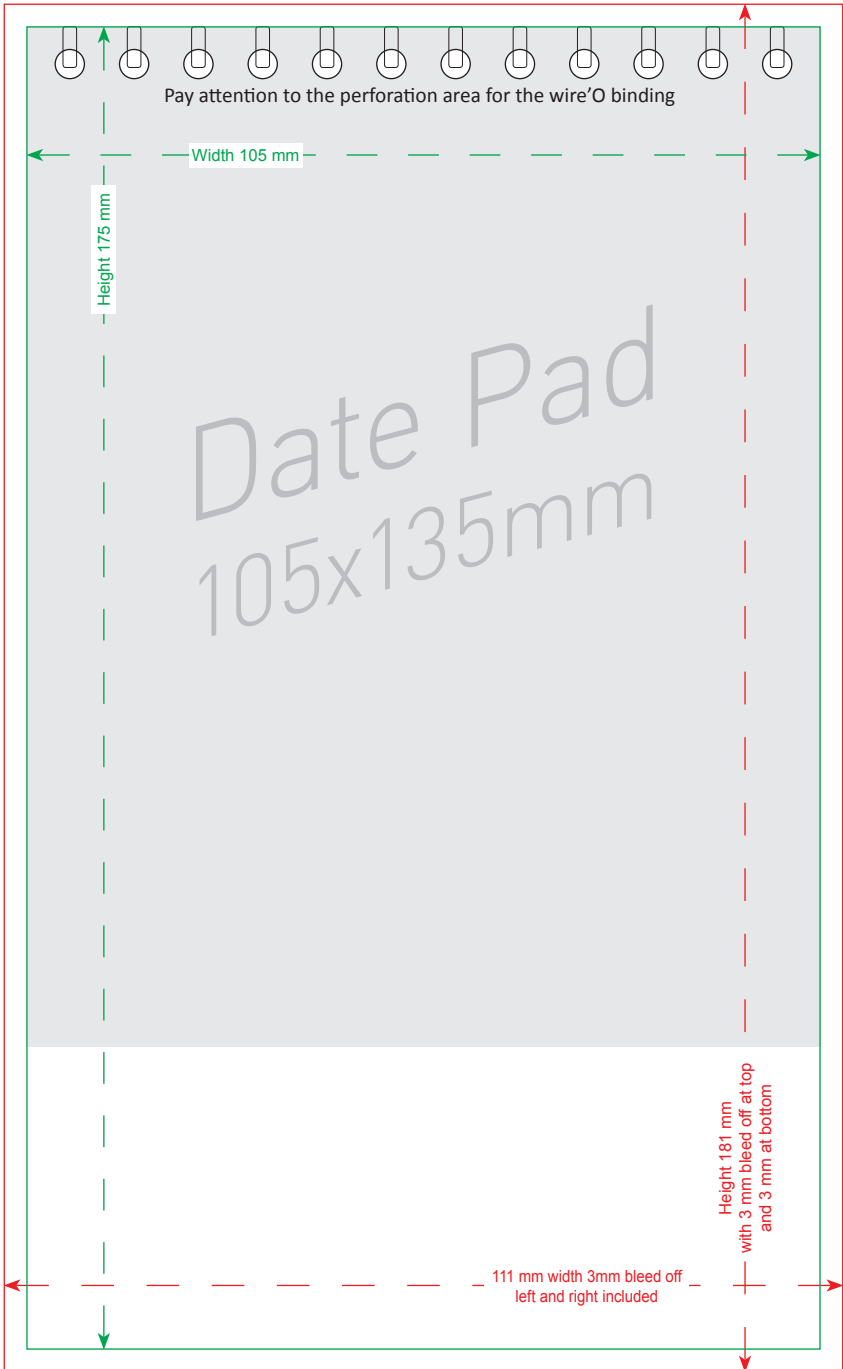 Pay attention to the perforation area for the wire’O binding
Width 105 mm
Height 175 mm
Date Pad
105x135mm
Height 181 mm
with 3 mm bleed off at top
and 3 mm at bottom
111 mm width 3mm bleed off
left and right included